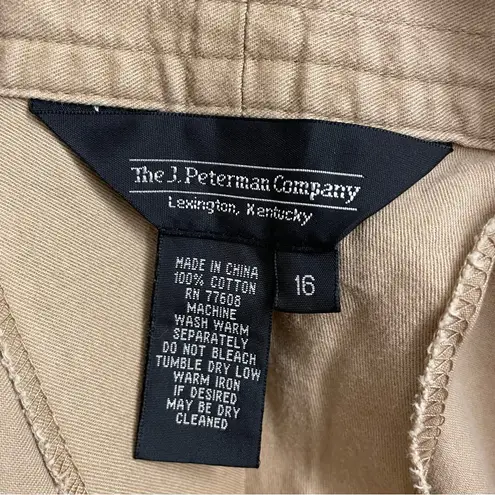 The J. Peterman Company
Lexington, Kentucky
16
MADE IN CHINA
100% COTTON
RN 77608
MACHINE
WASH WARM
SEPARATELY
DO NOT BLEACH
TUMBLE DRY LOW
WARM IRON
IF DESIRED
MAY BE DRY
CLEANED